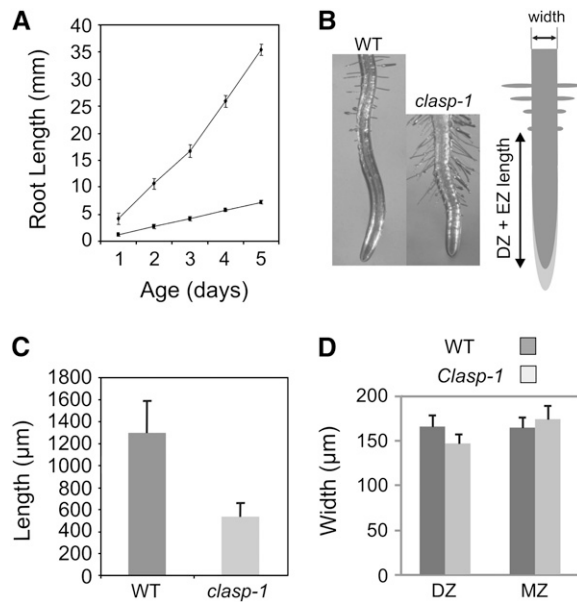 A
40
35
30
25
20
15
10
5
0
Root Length (mm)
1 2 3 4 5
Age (days)
B
WT
clasp-1
width
DZ + EZ length
C
1800
1600
1400
1200
1000
800
600
400
200
0
Length (μm)
WT clasp-1
D
WT
Clasp-1
200
150
100
50
0
Width (μm)
DZ MZ